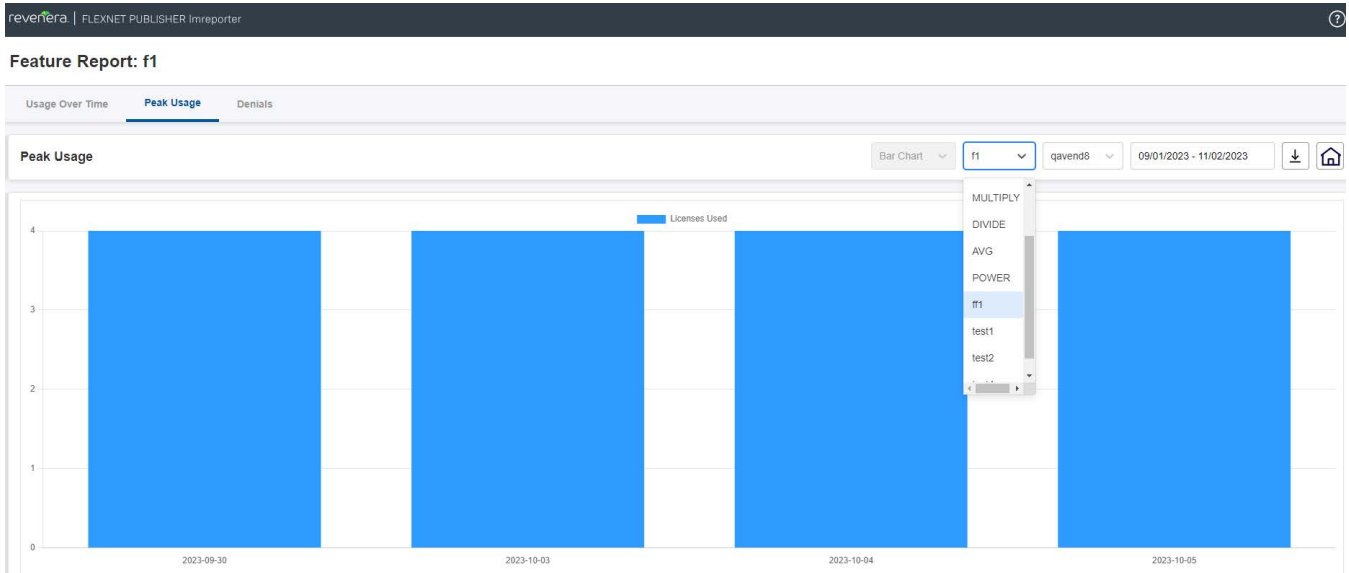 revenera. | FLEXNET PUBLISHER lmreporter
Feature Report: f1
Usage Over Time Peak Usage Denials
Peak Usage Bar Chart f1 qavend8 09/01/2023 - 11/02/2023
MULTIPLY
DIVIDE
AVG
POWER
ff1
test1
test2
Licenses Used
4
3
2
1
0
2023-09-30 2023-10-03 2023-10-04 2023-10-05